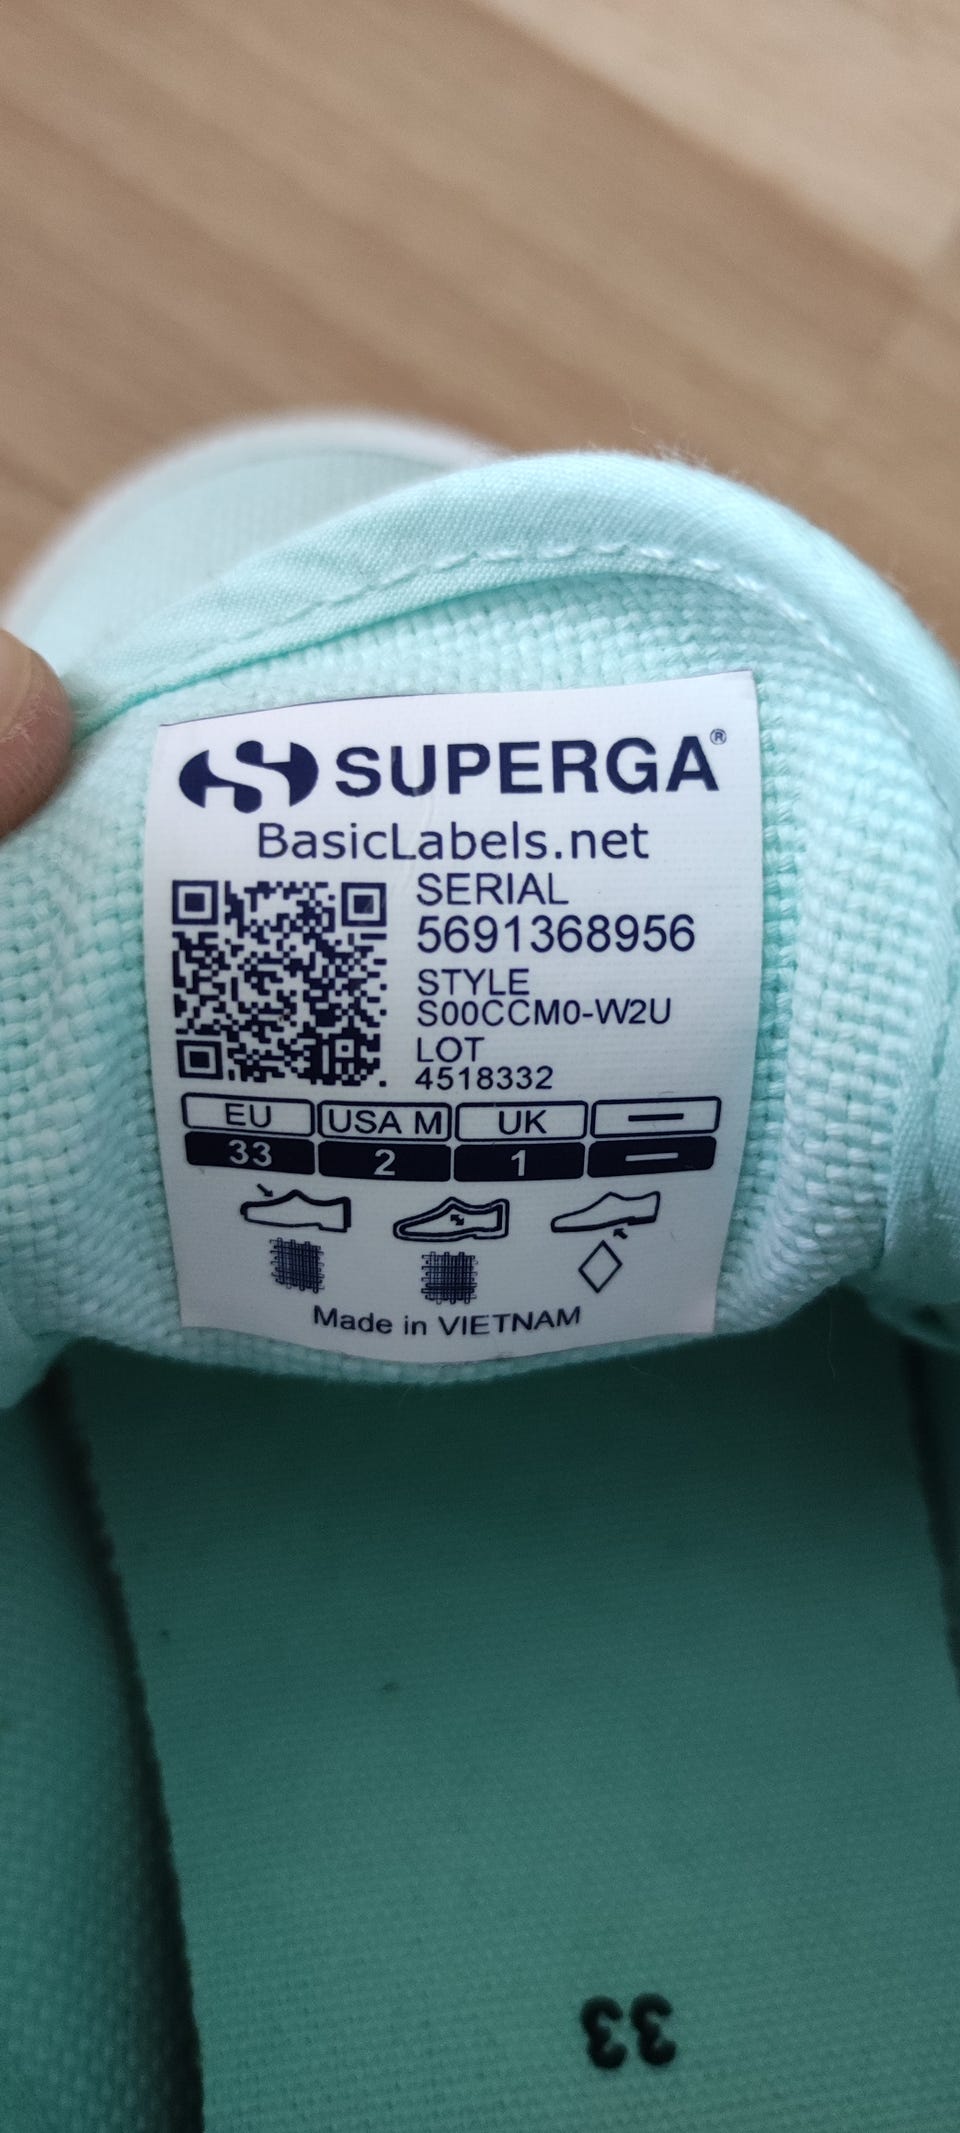 SUPERGA®
BasicLabels.net
SERIAL
5691368956
STYLE
S00CCM0-W2U
LOT
4518332
EU USA M UK —
33 2 1 —
Made in VIETNAM
33